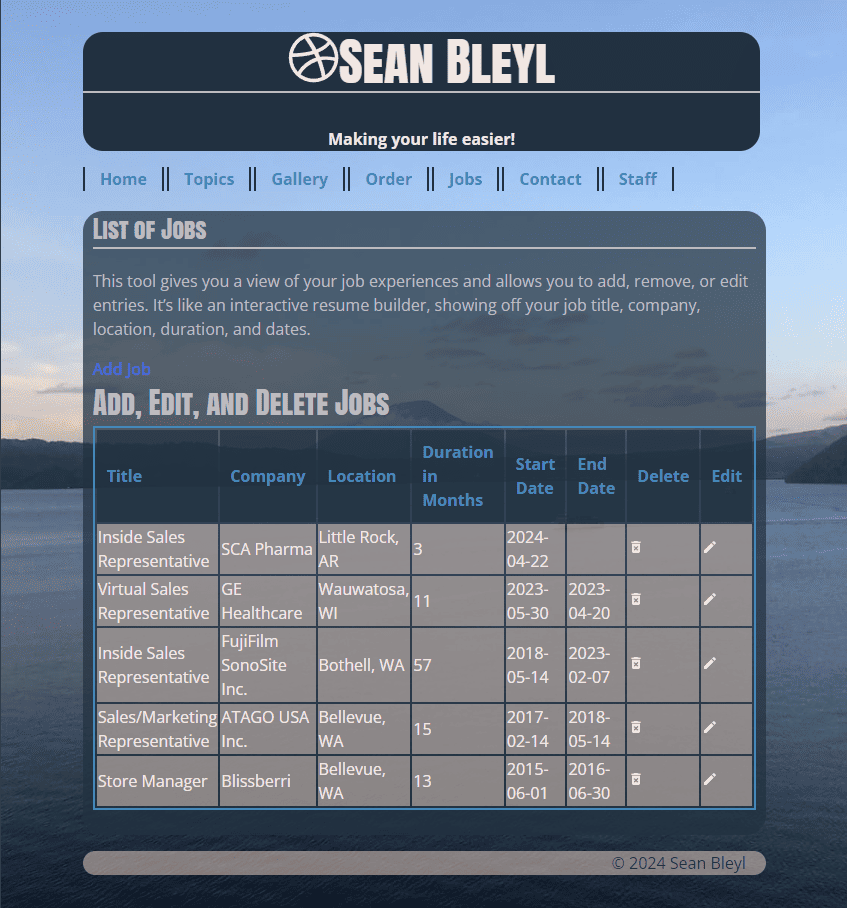 Sean Bleyl
Making your life easier!
Home Topics Gallery Order Jobs Contact Staff
List of Jobs
This tool gives you a view of your job experiences and allows you to add, remove, or edit
entries. It’s like an interactive resume builder, showing off your job title, company,
location, duration, and dates.
Add Job
Add, Edit, and Delete Jobs
Title Company Location Duration in Months Start Date End Date Delete Edit
Inside Sales Representative SCA Pharma Little Rock, AR 3 2024-04-22
Virtual Sales Representative GE Healthcare Wauwatosa, WI 11 2023-05-30 2023-04-20
Inside Sales Representative FujiFilm SonoSite Inc. Bothell, WA 57 2018-05-14 2023-02-07
Sales/Marketing Representative ATAGO USA Inc. Bellevue, WA 15 2017-02-14 2018-05-14
Store Manager Blissberri Bellevue, WA 13 2015-06-01 2016-06-30
© 2024 Sean Bleyl